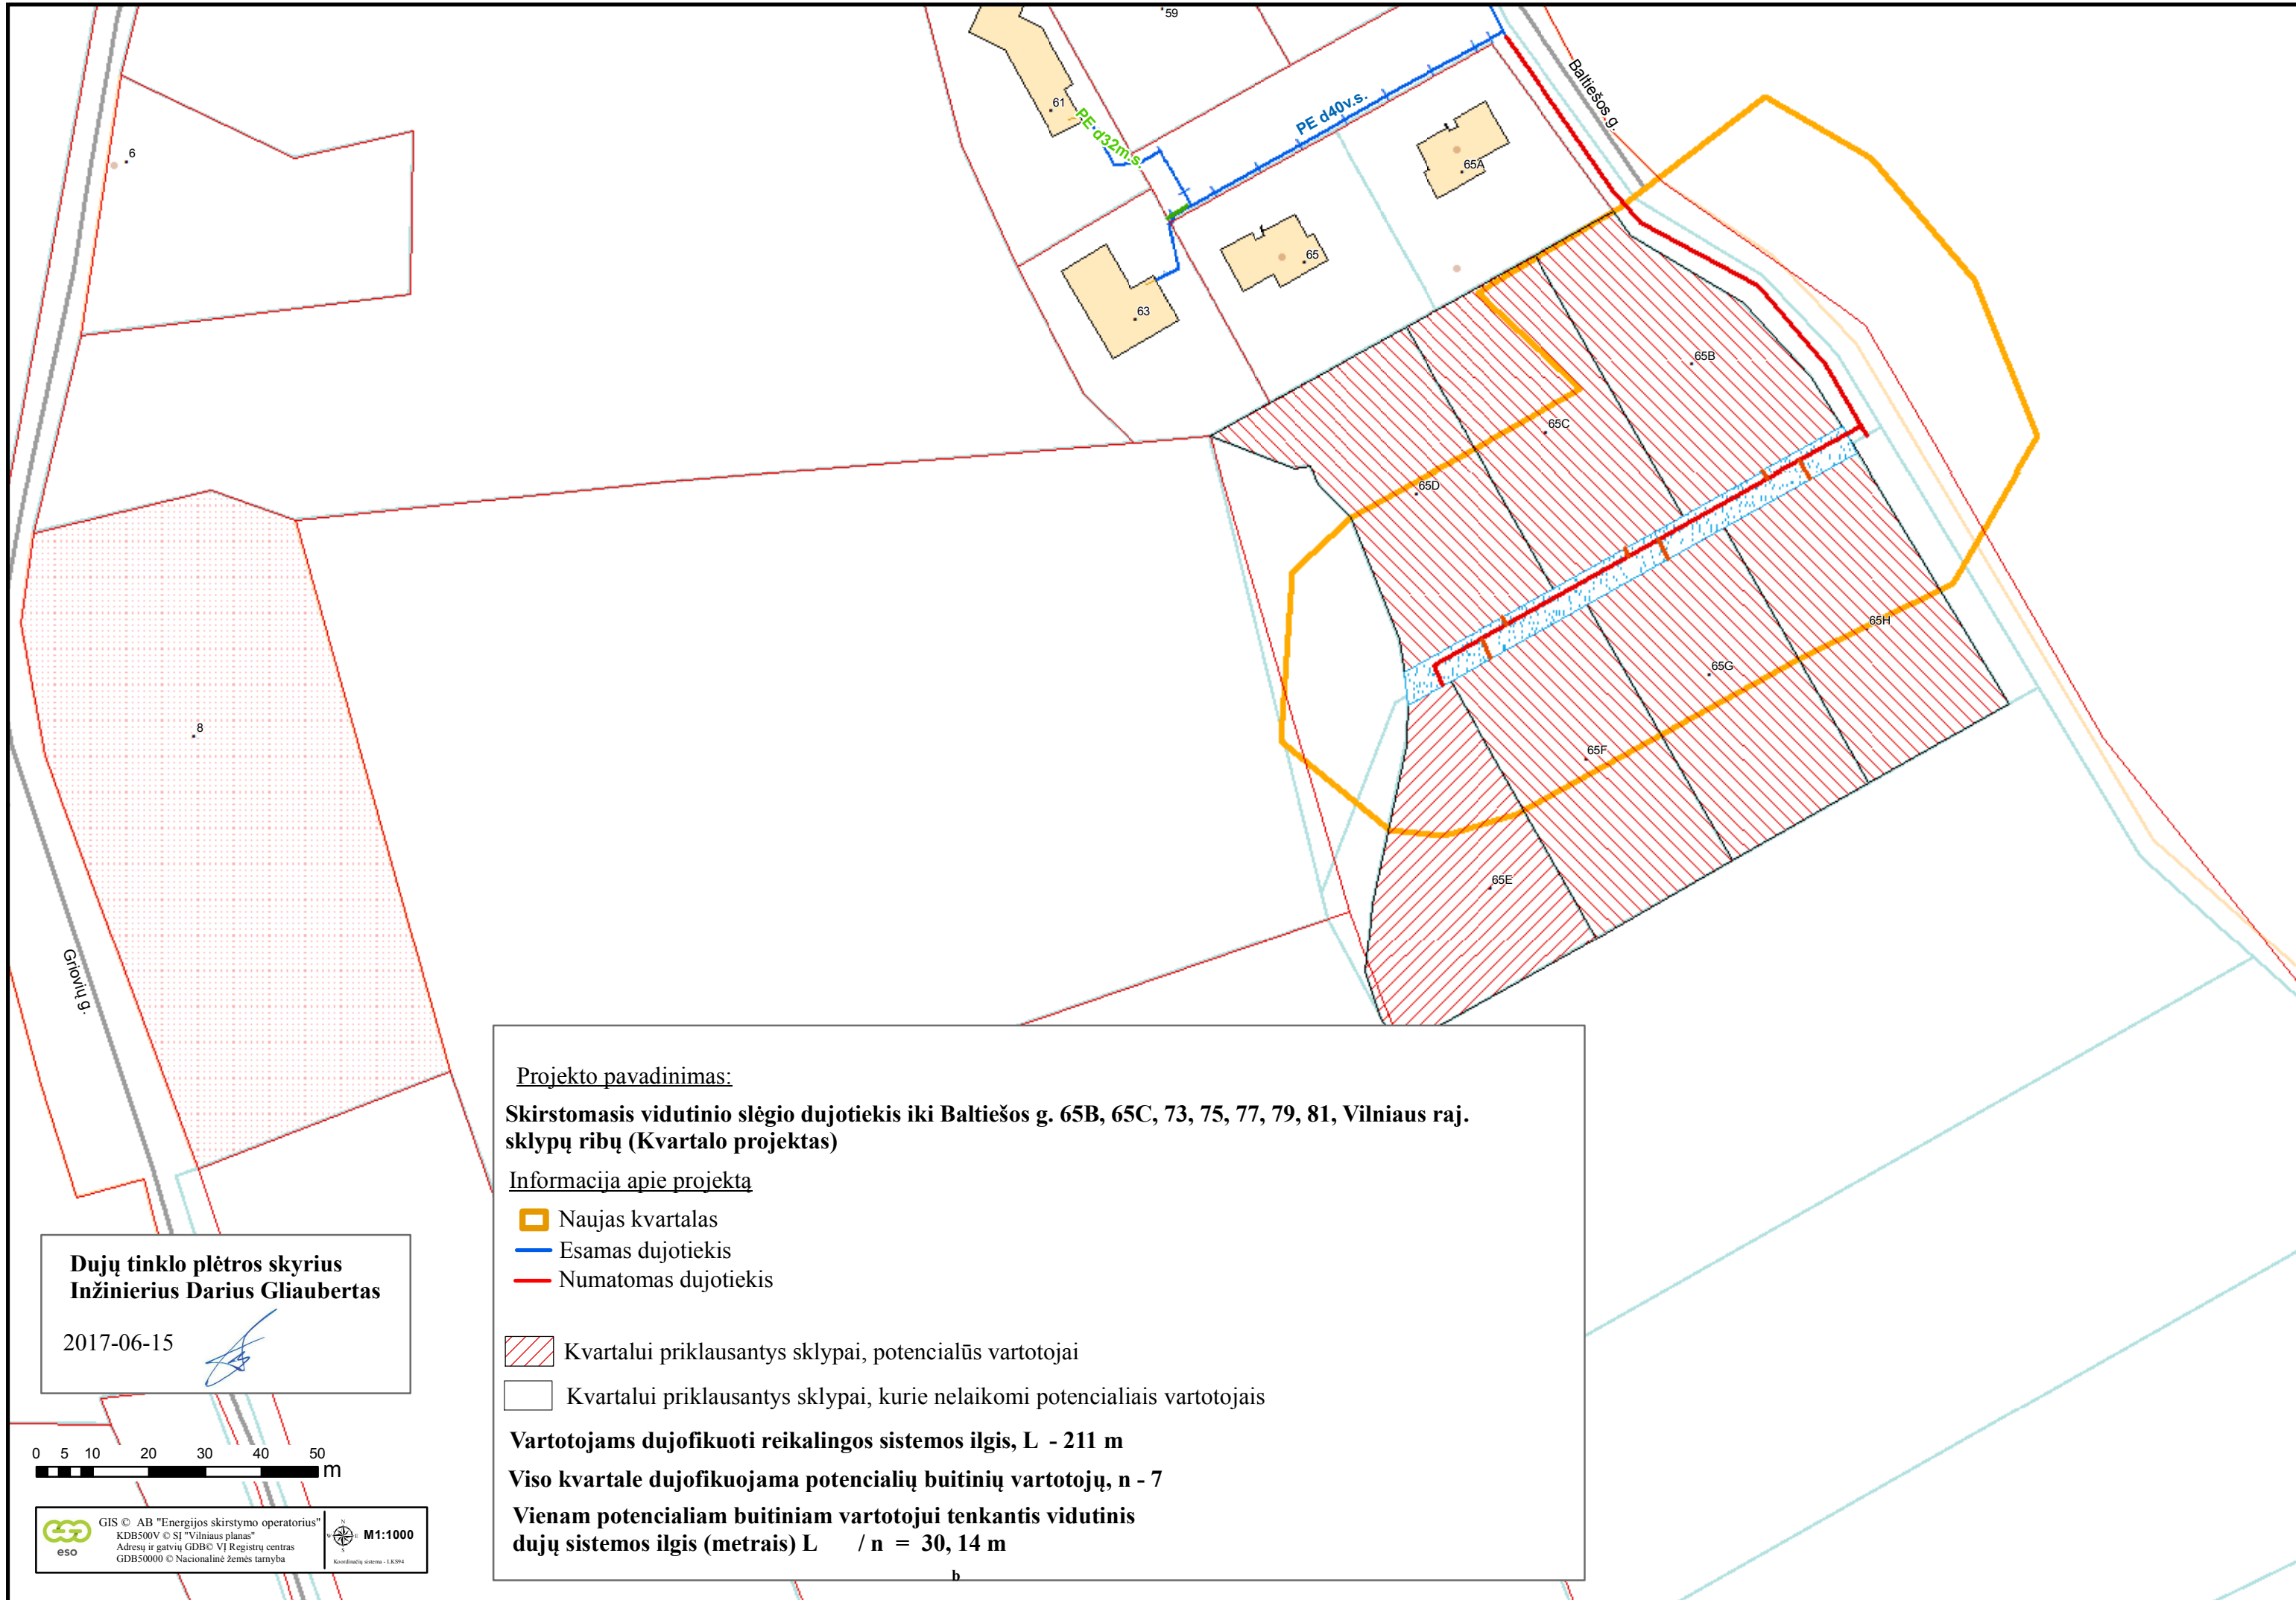 59
Baltiešos g.
61
PE d32m.s.
PE d40v.s.
65A
6
65
63
65B
65C
65D
65H
65G
8
65F
65E
Griovių g.
Projekto pavadinimas:
Skirstomasis vidutinio slėgio dujotiekis iki Baltiešos g. 65B, 65C, 73, 75, 77, 79, 81, Vilniaus raj.
sklypų ribų (Kvartalo projektas)
Informacija apie projektą
Naujas kvartalas
Esamas dujotiekis
Numatomas dujotiekis
Kvartalui priklausantys sklypai, potencialūs vartotojai
Kvartalui priklausantys sklypai, kurie nelaikomi potencialiais vartotojais
Vartotojams dujofikuoti reikalingos sistemos ilgis, L - 211 m
Viso kvartale dujofikuojama potencialių buitinių vartotojų, n - 7
Vienam potencialiam buitiniam vartotojui tenkantis vidutinis
dujų sistemos ilgis (metrais) L / n = 30, 14 m
b
Dujų tinklo plėtros skyrius
Inžinierius Darius Gliaubertas
2017-06-15
0 5 10 20 30 40 50
m
eso
GIS © AB "Energijos skirstymo operatorius"
KDB500V © SĮ "Vilniaus planas"
Adresų ir gatvių GDB© VĮ Registrų centras
GDB50000 © Nacionalinė žemės tarnyba
N
W E
S
M1:1000
Koordinačių sistema - LKS94